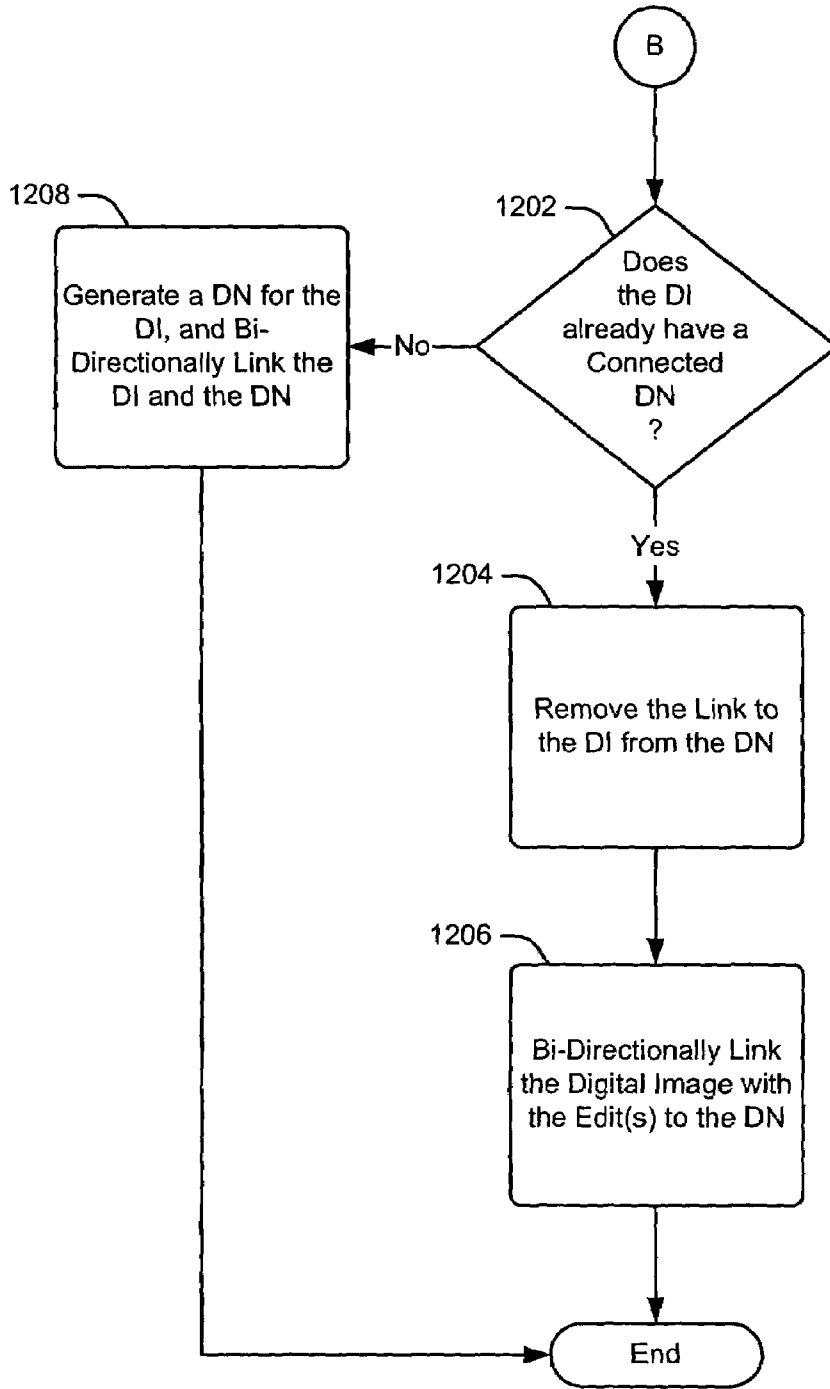 B
1202
Does
the DI
already have a
Connected
DN
?
No
1208
Generate a DN for the
DI, and Bi-
Directionally Link the
DI and the DN
Yes
1204
Remove the Link to
the DI from the DN
1206
Bi-Directionally Link
the Digital Image with
the Edit(s) to the DN
End